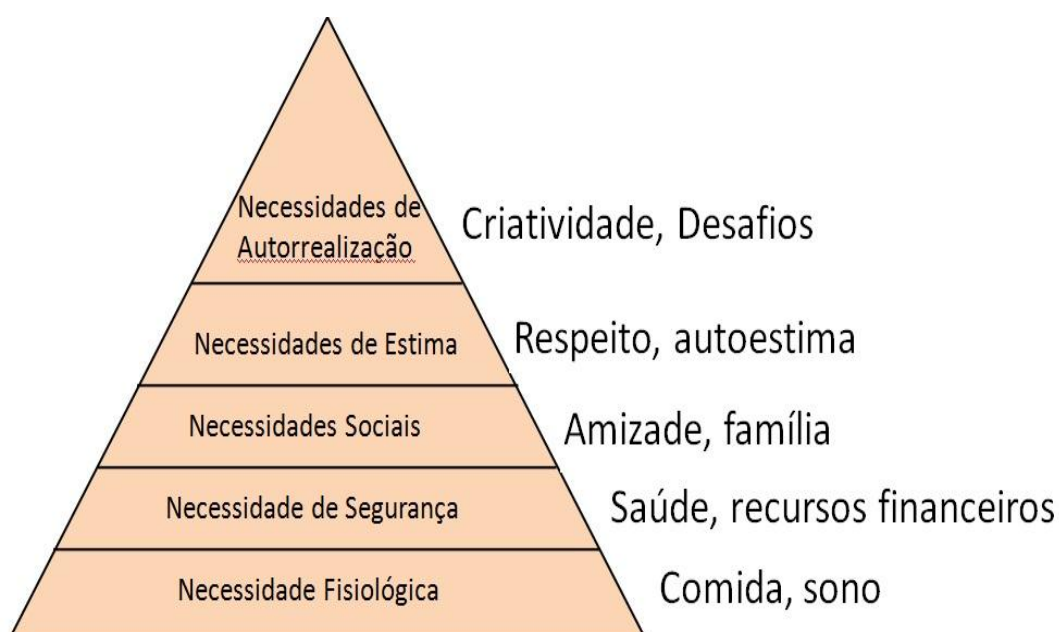 Necessidades de
Autorrealização
Criatividade, Desafios
Necessidades de Estima
Respeito, autoestima
Necessidades Sociais
Amizade, família
Necessidade de Segurança
Saúde, recursos financeiros
Necessidade Fisiológica
Comida, sono